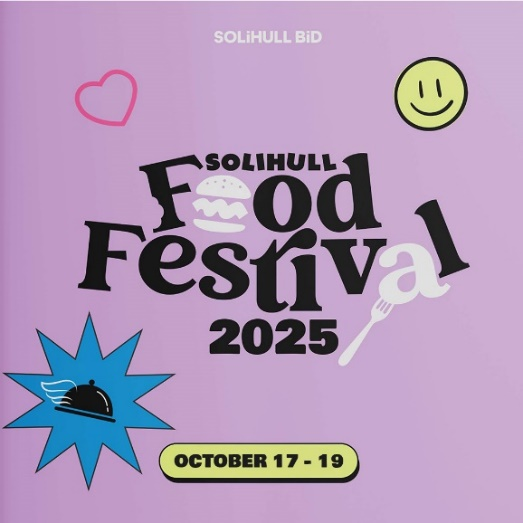 SOLiHULL BiD
SOLIHULL
Food
Festival
2025
OCTOBER 17 - 19